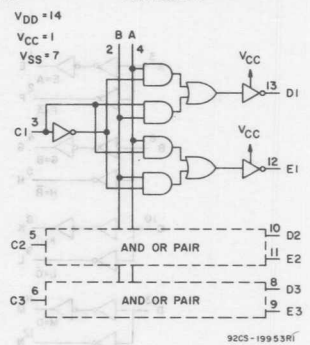 VDD = 14
VCC = 1
VSS = 7
B A
2 4
VCC
13 D1
C1 3
VCC
12 E1
5
C2
AND OR PAIR
10 D2
11 E2
6
C3
AND OR PAIR
8 D3
9 E3
92CS-19953R1